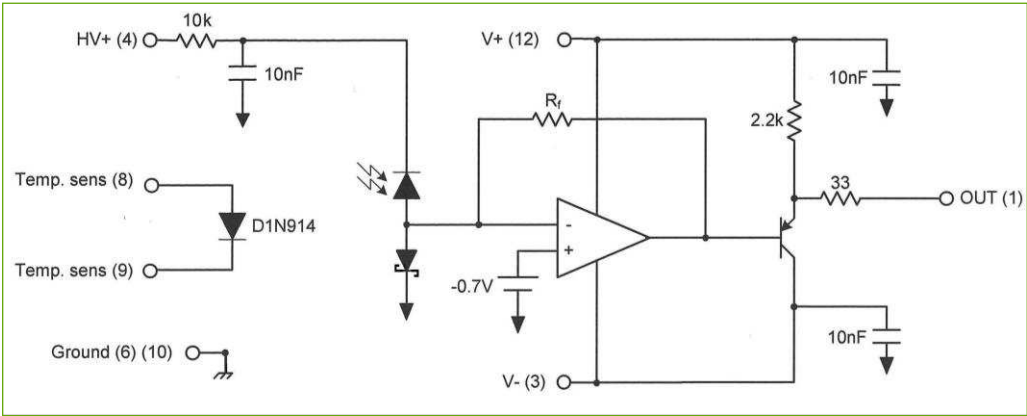 HV+ (4)
10k
10nF
V+ (12)
10nF
Rf
2.2k
Temp. sens (8)
D1N914
Temp. sens (9)
-
+
-0.7V
33
OUT (1)
10nF
Ground (6) (10)
V- (3)